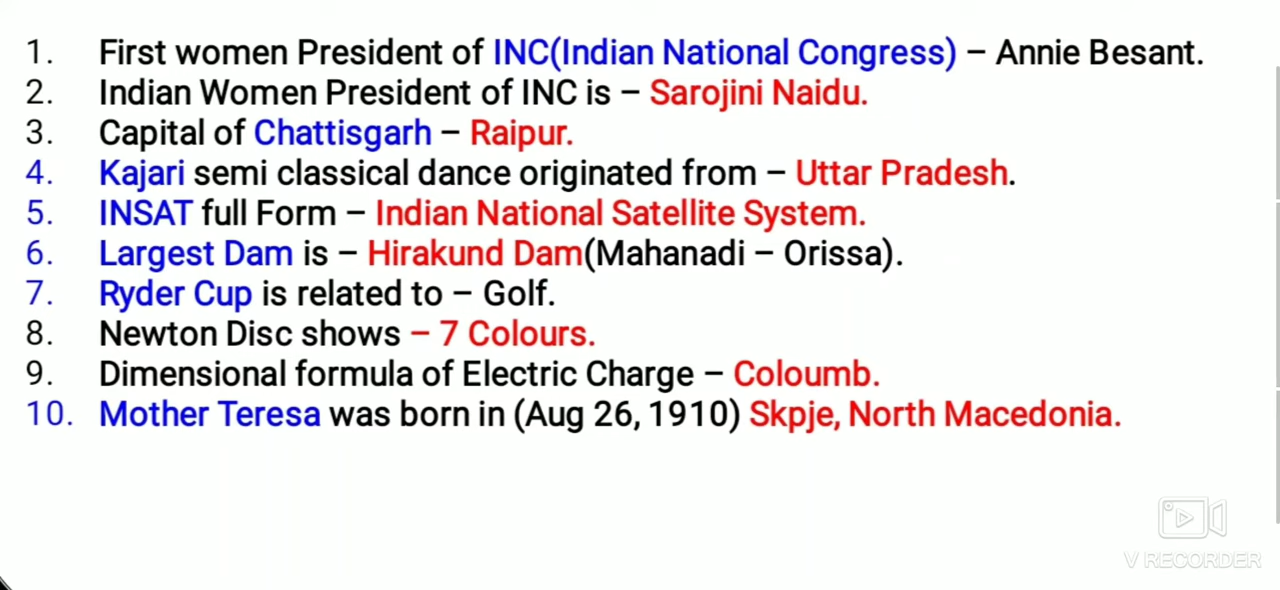 1. First women President of INC(Indian National Congress) – Annie Besant.
2. Indian Women President of INC is – Sarojini Naidu.
3. Capital of Chattisgarh – Raipur.
4. Kajari semi classical dance originated from – Uttar Pradesh.
5. INSAT full Form – Indian National Satellite System.
6. Largest Dam is – Hirakund Dam(Mahanadi – Orissa).
7. Ryder Cup is related to – Golf.
8. Newton Disc shows – 7 Colours.
9. Dimensional formula of Electric Charge – Coloumb.
10. Mother Teresa was born in (Aug 26, 1910) Skpje, North Macedonia.
V RECORDER